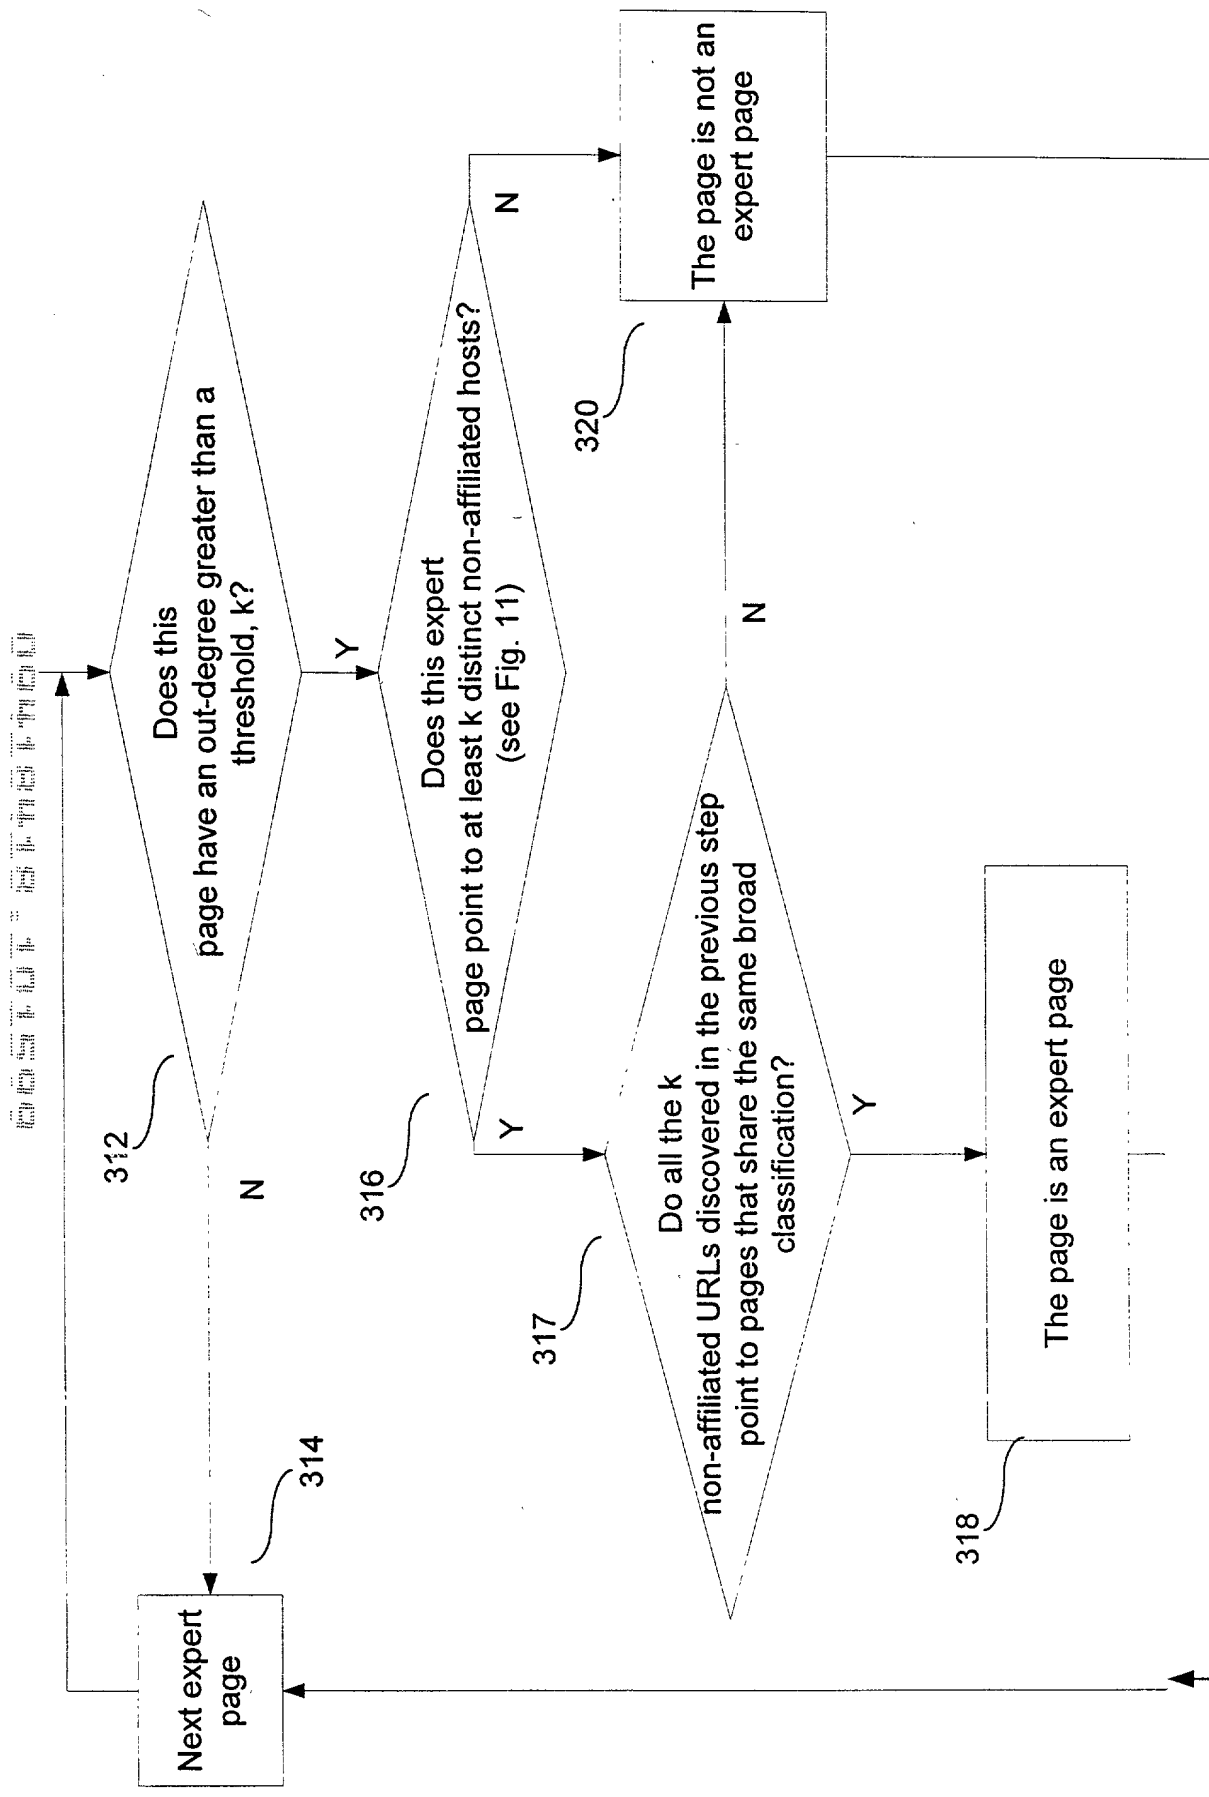 Does this
page have an out-degree greater than a
threshold, k?
312
N
Next expert
page
314
Y
Does this expert
page point to at least k distinct non-affiliated hosts?
(see Fig. 11)
316
N
Y
Do all the k
non-affiliated URLs discovered in the previous step
point to pages that share the same broad
classification?
317
N
The page is not an
expert page
320
Y
The page is an expert page
318